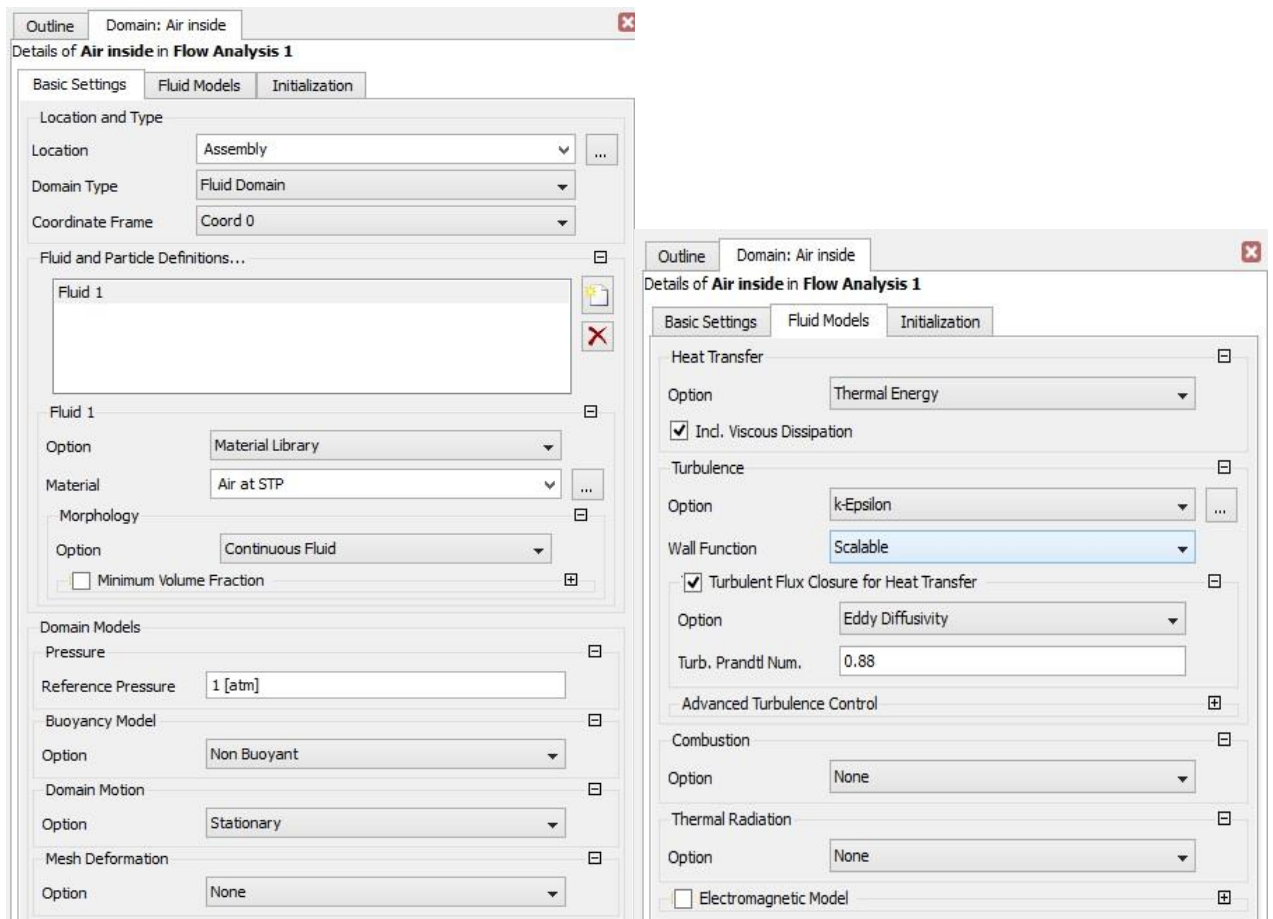 Outline Domain: Air inside
Details of Air inside in Flow Analysis 1
Basic Settings Fluid Models Initialization
Location and Type
Location Assembly ...
Domain Type Fluid Domain
Coordinate Frame Coord 0
Fluid and Particle Definitions...
Fluid 1
Fluid 1
Option Material Library
Material Air at STP ...
Morphology
Option Continuous Fluid
Minimum Volume Fraction
Domain Models
Pressure
Reference Pressure 1 [atm]
Buoyancy Model
Option Non Buoyant
Domain Motion
Option Stationary
Mesh Deformation
Option None
Outline Domain: Air inside
Details of Air inside in Flow Analysis 1
Basic Settings Fluid Models Initialization
Heat Transfer
Option Thermal Energy
Incl. Viscous Dissipation
Turbulence
Option k-Epsilon ...
Wall Function Scalable
Turbulent Flux Closure for Heat Transfer
Option Eddy Diffusivity
Turb. Prandtl Num. 0.88
Advanced Turbulence Control
Combustion
Option None
Thermal Radiation
Option None
Electromagnetic Model